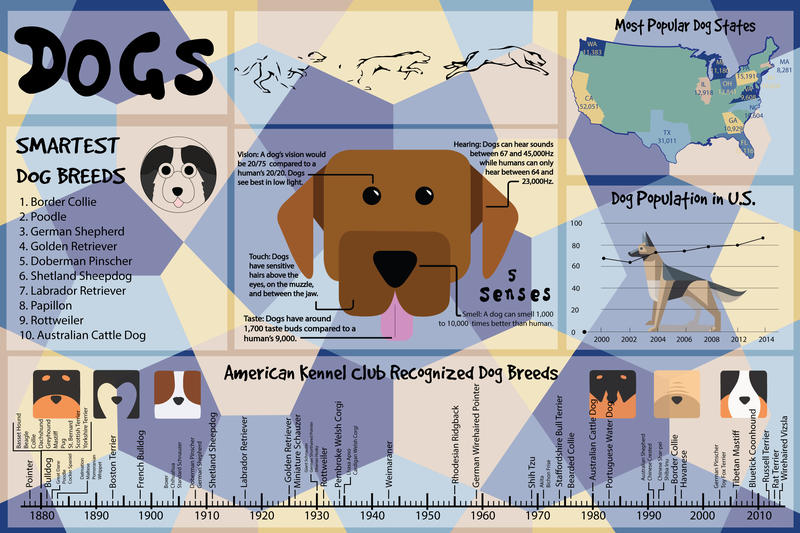 DOGS
Most Popular Dog States
WA
11,383
CA
52,051
TX
31,011
IL
12,918
OH
15,191
MA
8,281
NC
GA
10,929
FL
SMARTEST
DOG BREEDS
1. Border Collie
2. Poodle
3. German Shepherd
4. Golden Retriever
5. Doberman Pinscher
6. Shetland Sheepdog
7. Labrador Retriever
8. Papillon
9. Rottweiler
10. Australian Cattle Dog
Vision: A dog's vision would
be 20/75 compared to a
human's 20/20. Dogs
see best in low light.
Hearing: Dogs can hear sounds
between 67 and 45,000Hz
while humans can only
hear between 64 and
23,000Hz.
Touch: Dogs
have sensitive
hairs above the
eyes, on the muzzle,
and between the jaw.
Taste: Dogs have around
1,700 taste buds compared to a
human's 9,000.
5
Senses
Smell: A dog can smell 1,000
to 10,000 times better than human.
Dog Population in U.S.
100
80
60
40
20
0
2000
2002
2004
2006
2008
2012
2014
American Kennel Club Recognized Dog Breeds
Basset Hound
Beagle
Collie
Dachshund
Greyhound
Mastiff
Pug
St. Bernard
Scottish Terrier
Yorkshire Terrier
Pointer
Bulldog
Great Dane
Poodle
Cocker Spaniel
Dalmatian
Pomeranian
Whippet
Boston Terrier
French Bulldog
Boxer
Chihuahua
Standard Schnauzer
Doberman Pinscher
German Shepherd
Shetland Sheepdog
Labrador Retriever
Golden Retriever
Miniature Schnauzer
Rottweiler
Pembroke Welsh Corgi
Lhasa Apso
Cardigan Welsh Corgi
Weimaraner
Rhodesian Ridgback
German Wirehaired Pointer
Shih Tzu
Akita
Bichon Frise
Staffordshire Bull Terrier
Bearded Collie
Australian Cattle Dog
Portuguese Water Dog
Australian Shepherd
Chinese Crested
Chinese Shar-pei
Shiba Inu
Border Collie
Havanese
German Pinscher
Toy Fox Terrier
Tibetan Mastiff
Bluetick Coonhound
Russell Terrier
Rat Terrier
Wirehaired Vizsla
1880
1890
1900
1910
1920
1930
1940
1950
1960
1970
1980
1990
2000
2010